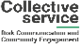 Collective
service
Risk Communication and
Community Engagement